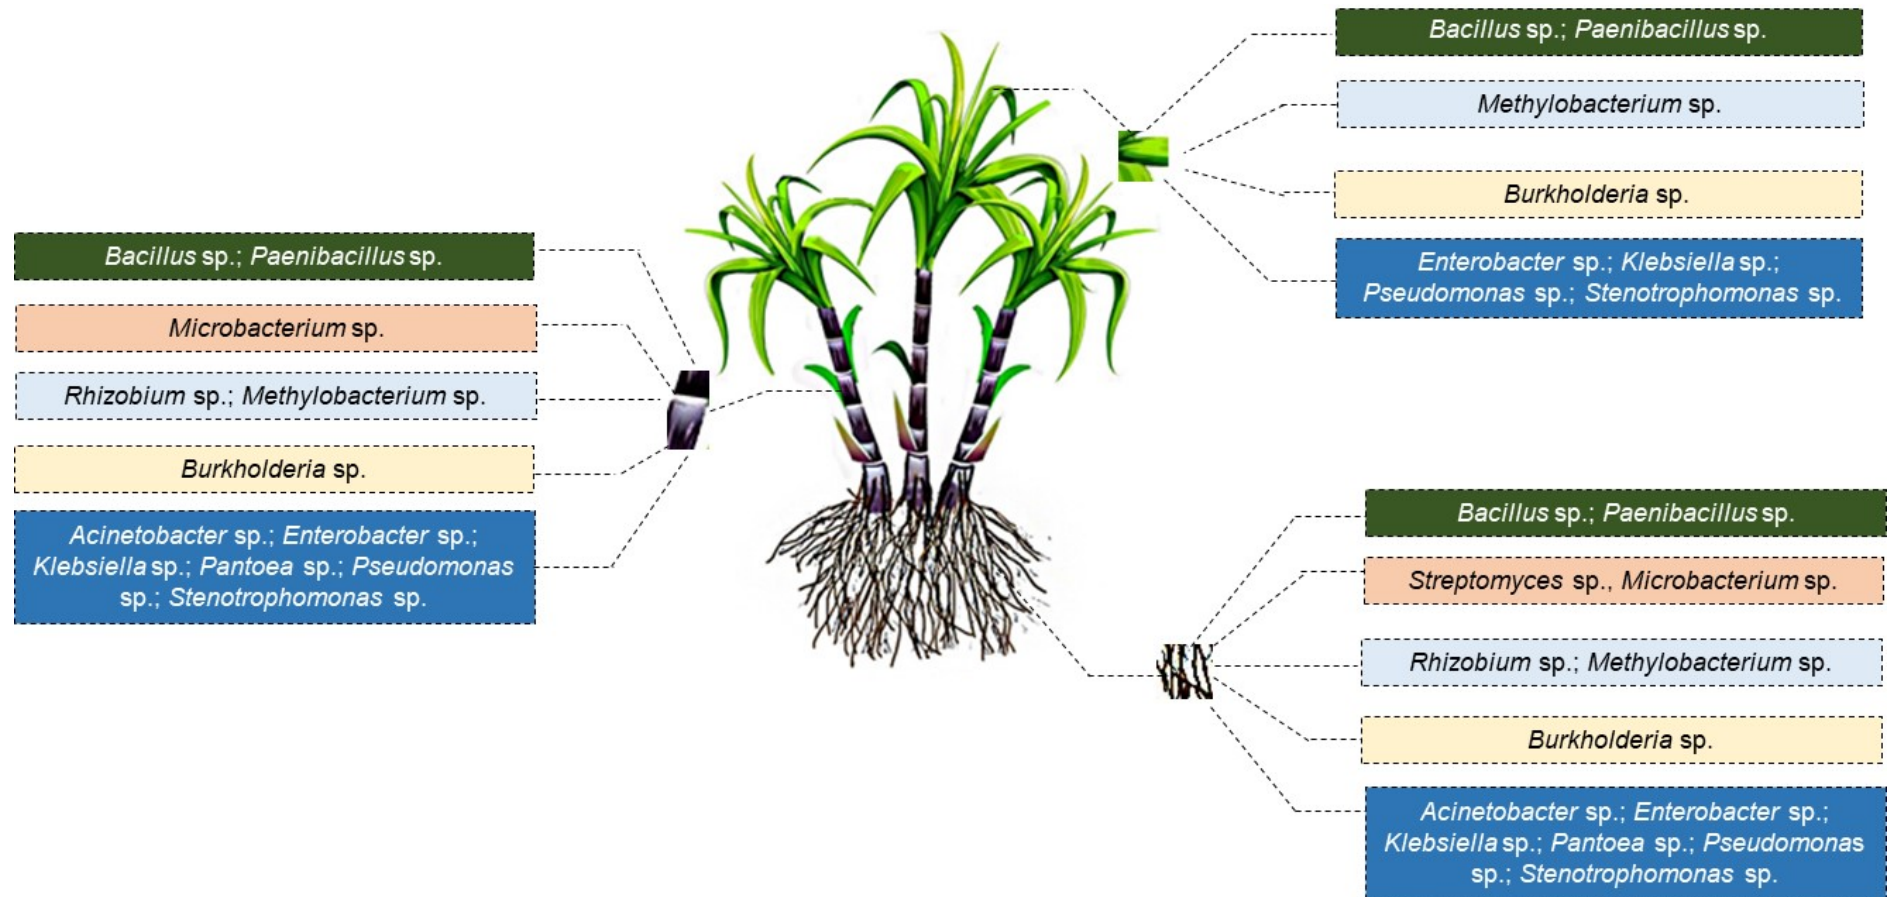 Bacillus sp.; Paenibacillus sp.
Methylobacterium sp.
Burkholderia sp.
Enterobacter sp.; Klebsiella sp.;
Pseudomonas sp.; Stenotrophomonas sp.
Bacillus sp.; Paenibacillus sp.
Microbacterium sp.
Rhizobium sp.; Methylobacterium sp.
Burkholderia sp.
Acinetobacter sp.; Enterobacter sp.;
Klebsiella sp.; Pantoea sp.; Pseudomonas
sp.; Stenotrophomonas sp.
Bacillus sp.; Paenibacillus sp.
Streptomyces sp., Microbacterium sp.
Rhizobium sp.; Methylobacterium sp.
Burkholderia sp.
Acinetobacter sp.; Enterobacter sp.;
Klebsiella sp.; Pantoea sp.; Pseudomonas
sp.; Stenotrophomonas sp.